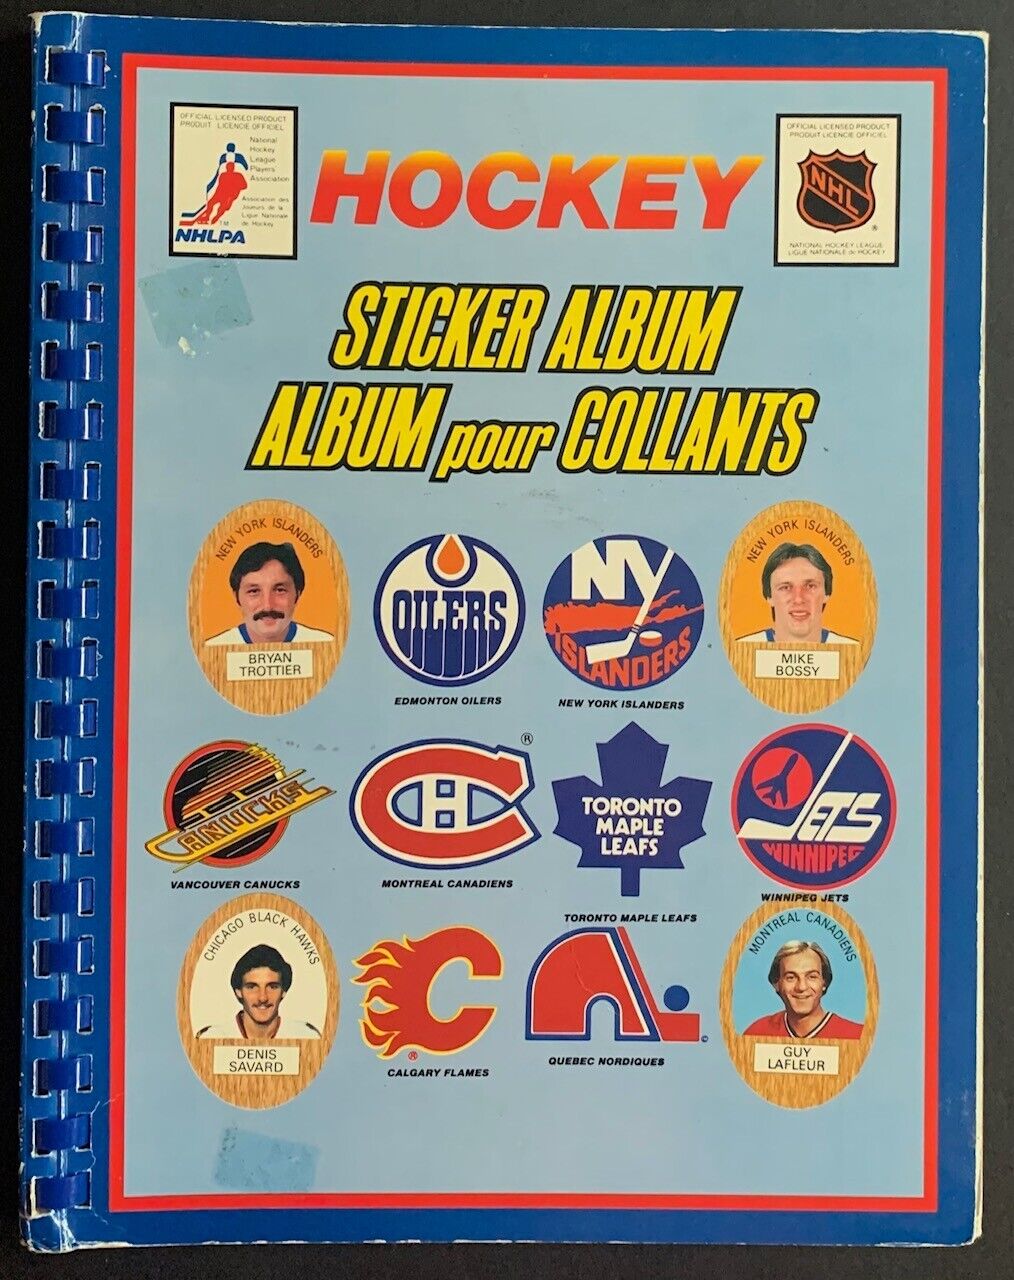 OFFICIAL LICENSED PRODUCT
PRODUIT LICENCIE OFFICIEL
National
Hockey
League
Players
Association
Association des
Joueurs de la
Ligue Nationale
de Hockey
TM
NHLPA
HOCKEY
OFFICIAL LICENSED PRODUCT
PRODUIT LICENCIE OFFICIEL
NHL
®
NATIONAL HOCKEY LEAGUE
LIGUE NATIONALE de HOCKEY
STICKER ALBUM
ALBUM pour COLLANTS
NEW YORK ISLANDERS
BRYAN
TROTTIER
OILERS
EDMONTON OILERS
NY
ISLANDERS
NEW YORK ISLANDERS
NEW YORK ISLANDERS
MIKE
BOSSY
CANUCKS
VANCOUVER CANUCKS
CH
®
MONTREAL CANADIENS
TORONTO
MAPLE
LEAFS
TORONTO MAPLE LEAFS
JETS
WINNIPEG
WINNIPEG JETS
CHICAGO BLACK HAWKS
DENIS
SAVARD
C
®
CALGARY FLAMES
QUEBEC NORDIQUES
MONTREAL CANADIENS
GUY
LAFLEUR